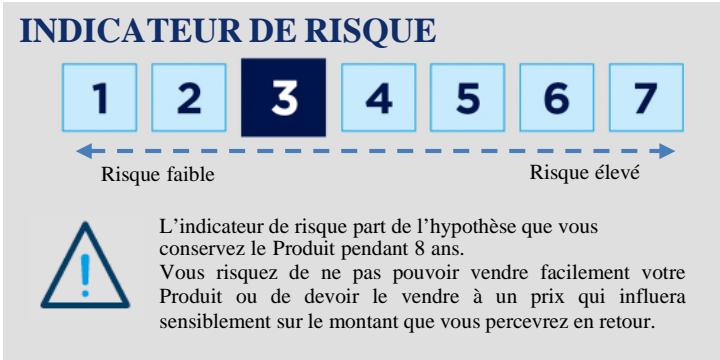 INDICATEUR DE RISQUE
1 2 3 4 5 6 7
Risque faible Risque élevé
L’indicateur de risque part de l’hypothèse que vous
conservez le Produit pendant 8 ans.
Vous risquez de ne pas pouvoir vendre facilement votre
Produit ou de devoir le vendre à un prix qui influera
sensiblement sur le montant que vous percevrez en retour.